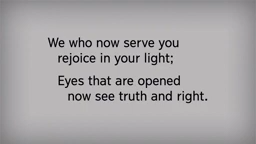 We who now serve you
rejoice in your light;
Eyes that are opened
now see truth and right.